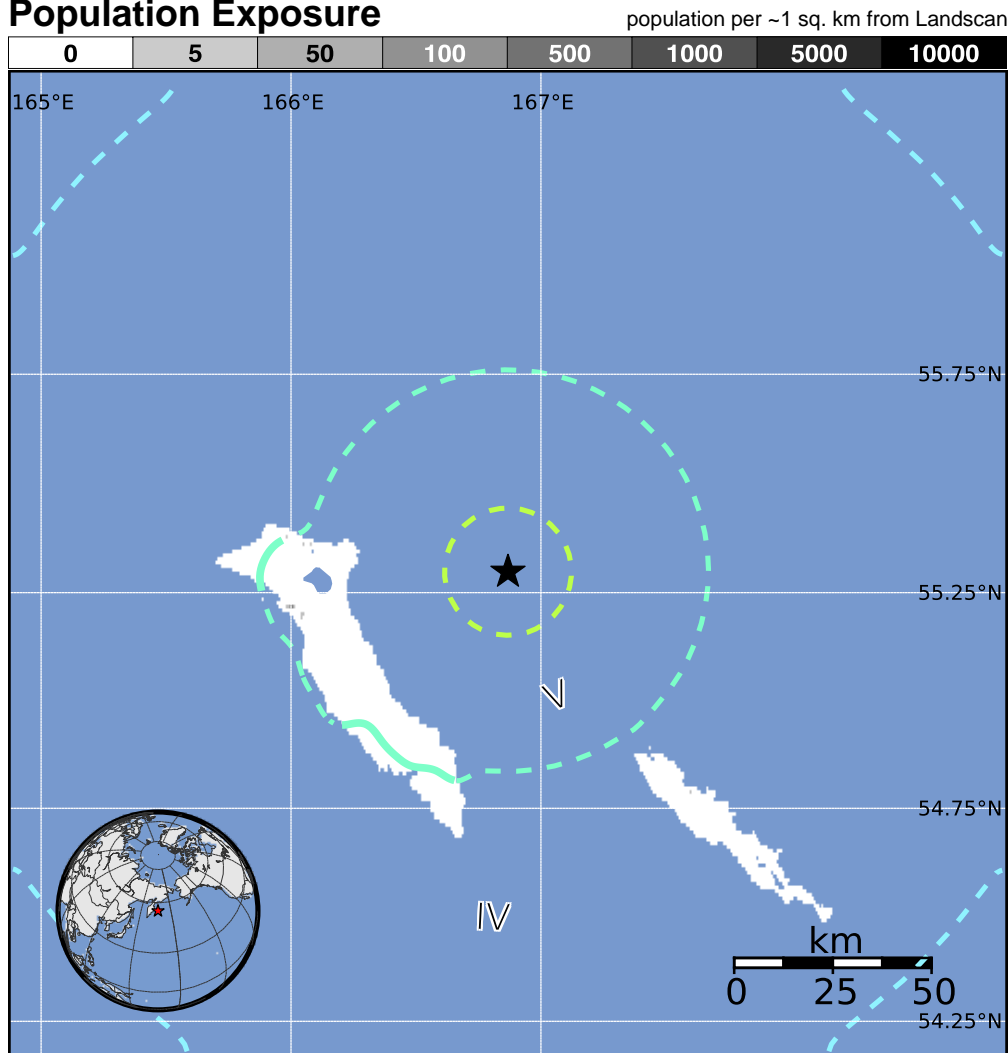 Population Exposure
population per ~1 sq. km from Landscan
0 5 50 100 500 1000 5000 10000
165°E 166°E 167°E
55.75°N
55.25°N
V
54.75°N
IV
km
0 25 50
54.25°N